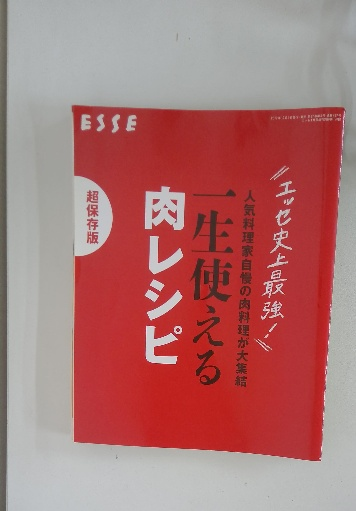 ESSE
エッセ史上最強!
人気料理家自慢の肉料理が大集結
一生使える
肉レシピ
超保存版